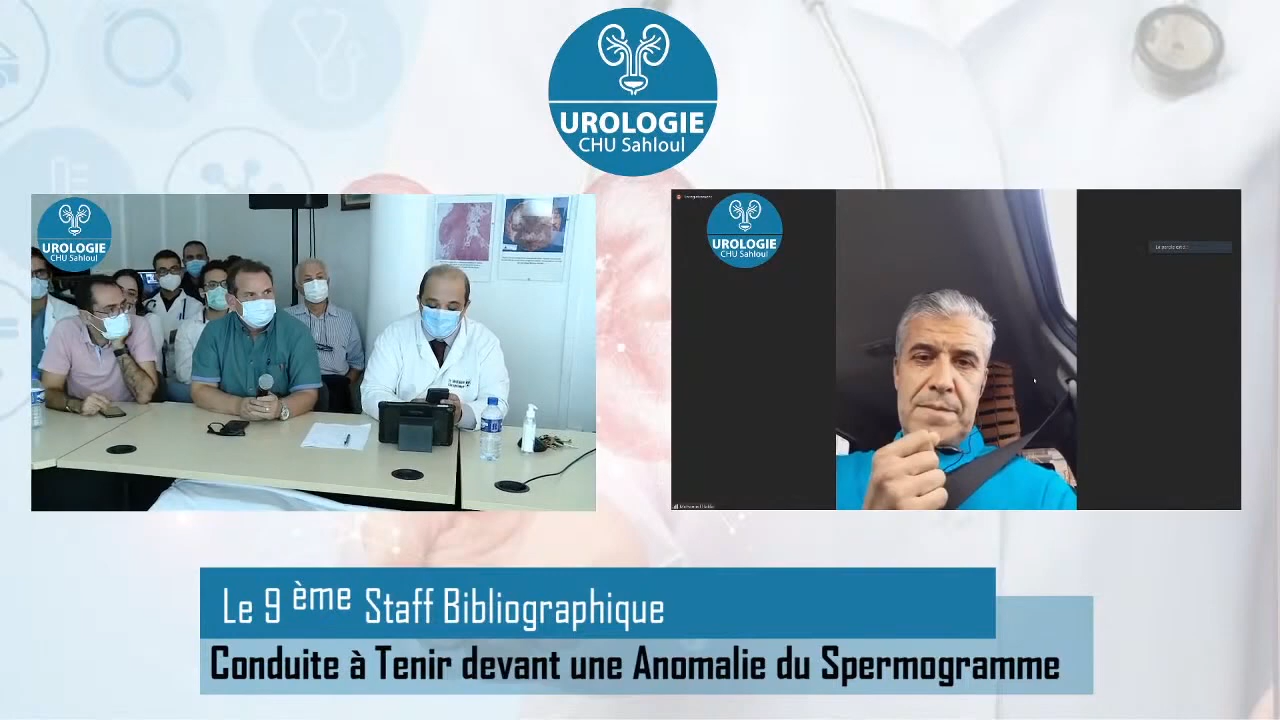 UROLOGIE
CHU Sahloul
UROLOGIE
CHU Sahloul
UROLOGIE
CHU Sahloul
Le 9 ème Staff Bibliographique
Conduite à Tenir devant une Anomalie du Spermogramme